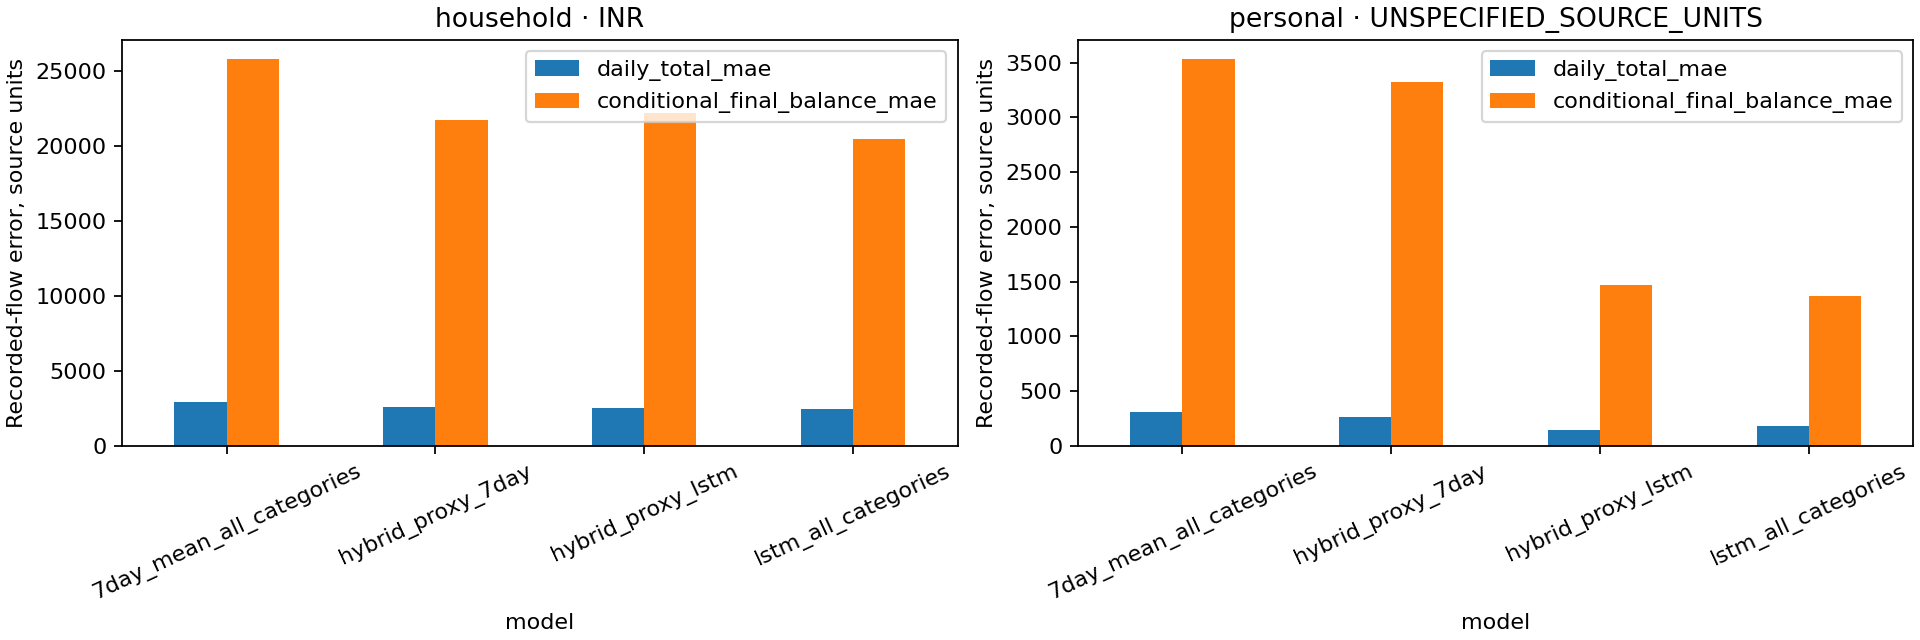 household · INR
Recorded-flow error, source units
25000
20000
15000
10000
5000
0
daily_total_mae
conditional_final_balance_mae
7day_mean_all_categories
hybrid_proxy_7day
hybrid_proxy_lstm
lstm_all_categories
model
personal · UNSPECIFIED_SOURCE_UNITS
Recorded-flow error, source units
3500
3000
2500
2000
1500
1000
500
0
daily_total_mae
conditional_final_balance_mae
7day_mean_all_categories
hybrid_proxy_7day
hybrid_proxy_lstm
lstm_all_categories
model